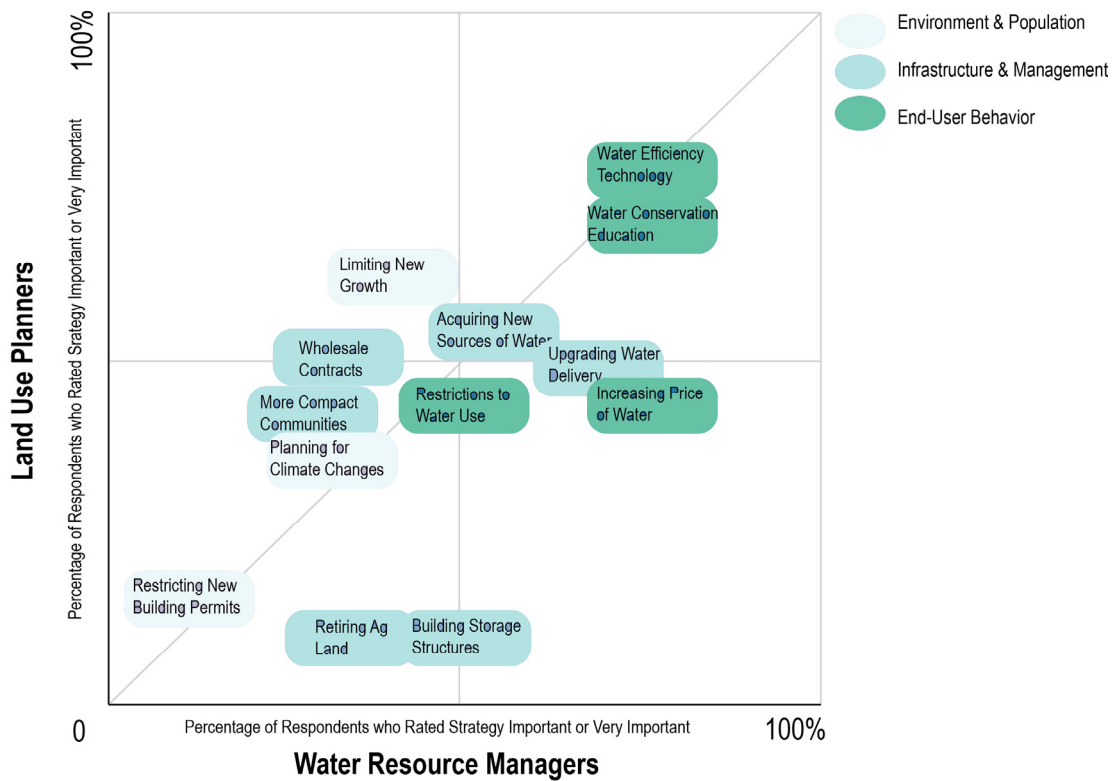 100%
Environment & Population
Infrastructure & Management
End-User Behavior
Water Efficiency
Technology
Water Conservation
Education
Limiting New
Growth
Acquiring New
Sources of Water
Wholesale
Contracts
Upgrading Water
Delivery
More Compact
Communities
Restrictions to
Water Use
Increasing Price
of Water
Planning for
Climate Changes
Restricting New
Building Permits
Retiring Ag
Land
Building Storage
Structures
Land Use Planners
Percentage of Respondents who Rated Strategy Important or Very Important
0
Percentage of Respondents who Rated Strategy Important or Very Important
100%
Water Resource Managers